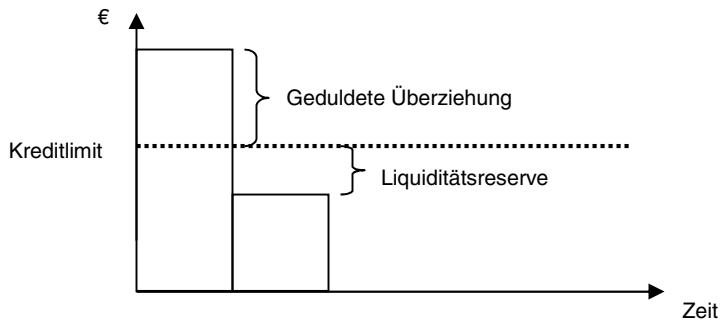 €
Geduldete Überziehung
Kreditlimit
Liquiditätsreserve
Zeit